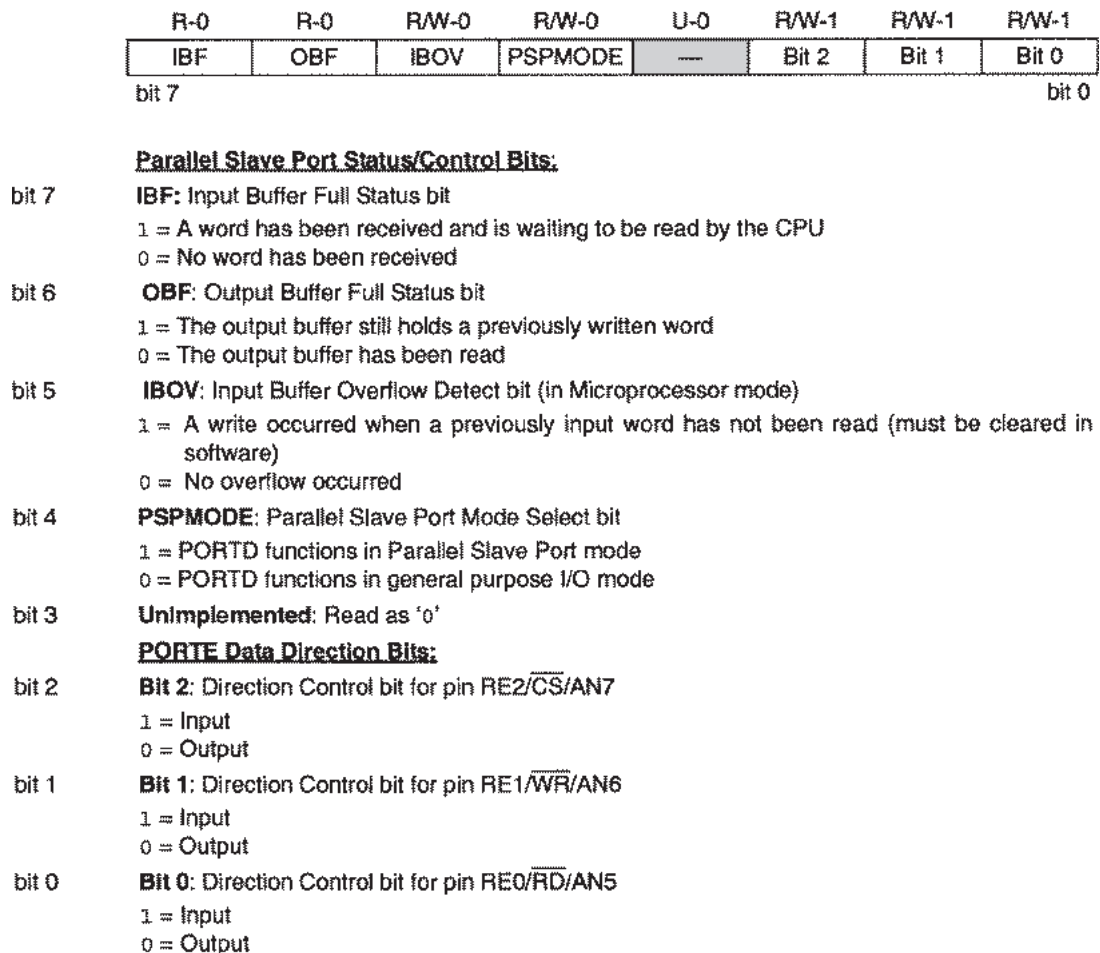 R-0 R-0 R/W-0 R/W-0 U-0 R/W-1 R/W-1 R/W-1
IBF OBF IBOV PSPMODE — Bit 2 Bit 1 Bit 0
bit 7 bit 0
Parallel Slave Port Status/Control Bits:
bit 7 IBF: Input Buffer Full Status bit
1 = A word has been received and is waiting to be read by the CPU
0 = No word has been received
bit 6 OBF: Output Buffer Full Status bit
1 = The output buffer still holds a previously written word
0 = The output buffer has been read
bit 5 IBOV: Input Buffer Overflow Detect bit (in Microprocessor mode)
1 = A write occurred when a previously input word has not been read (must be cleared in
software)
0 = No overflow occurred
bit 4 PSPMODE: Parallel Slave Port Mode Select bit
1 = PORTD functions in Parallel Slave Port mode
0 = PORTD functions in general purpose I/O mode
bit 3 Unimplemented: Read as '0'
PORTE Data Direction Bits:
bit 2 Bit 2: Direction Control bit for pin RE2/C̅S̅/AN7
1 = Input
0 = Output
bit 1 Bit 1: Direction Control bit for pin RE1/W̅R̅/AN6
1 = Input
0 = Output
bit 0 Bit 0: Direction Control bit for pin RE0/R̅D̅/AN5
1 = Input
0 = Output